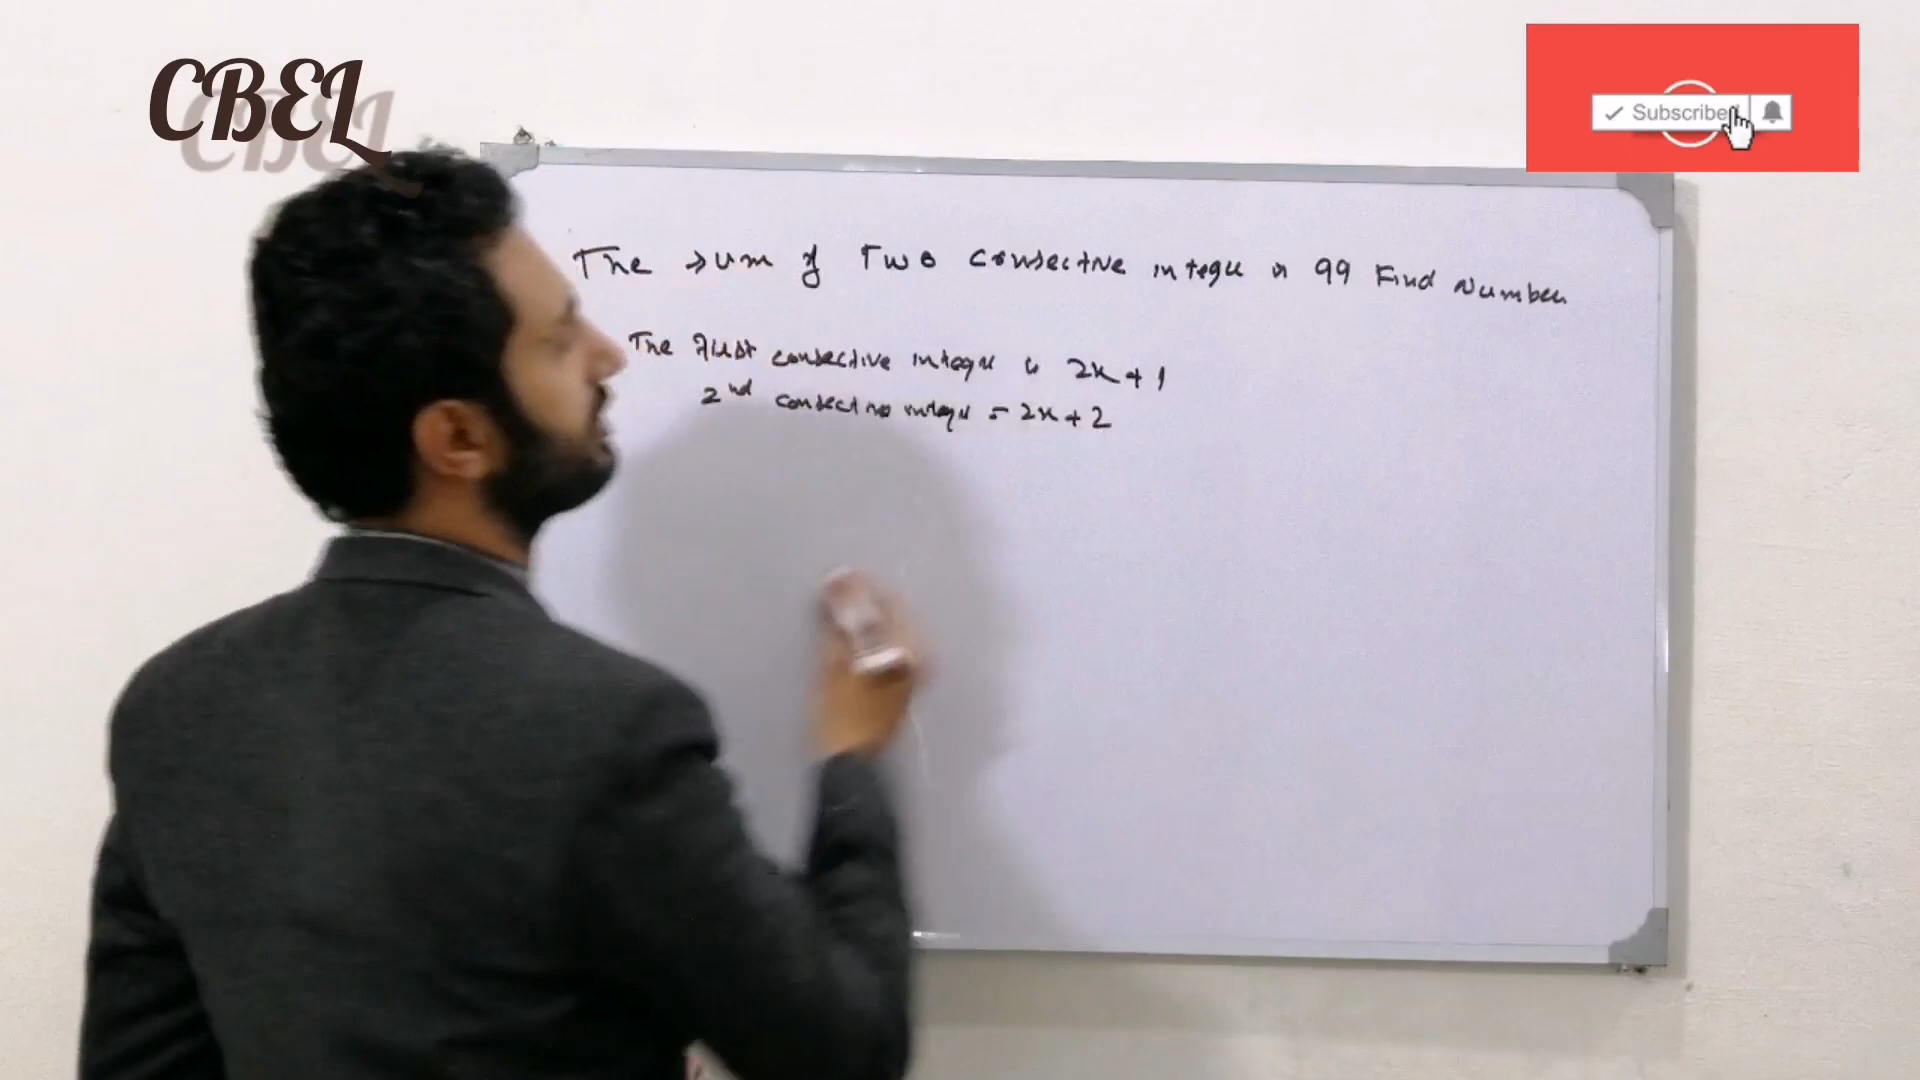 CBEL
Subscribed
The sum of Two consective integer is 99 Find Number
The first consective integer is 2x+1
2nd consective integer = 2x+2